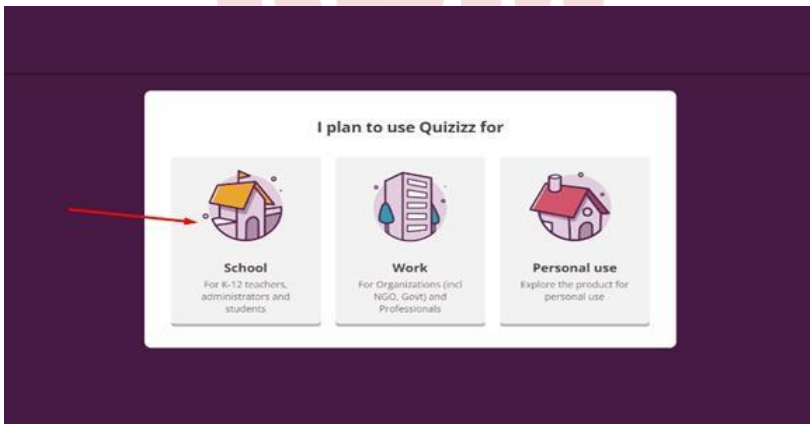 I plan to use Quizizz for
School
For K-12 teachers,
administrators and
students
Work
For Organizations (incl
NGO, Govt) and
Professionals
Personal use
Explore the product for
personal use